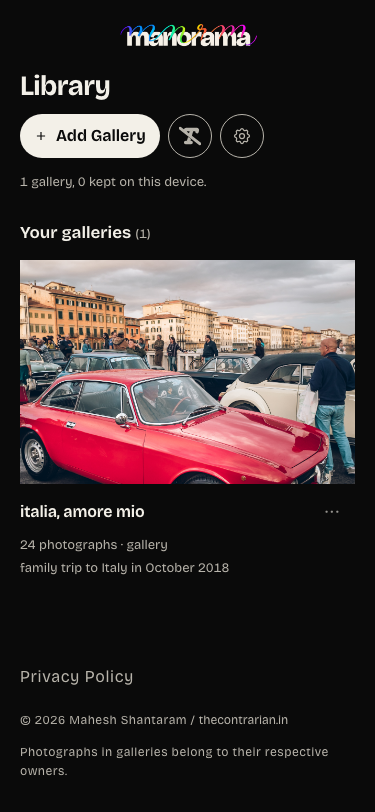 manorama
Library
+ Add Gallery
1 gallery, 0 kept on this device.
Your galleries (1)
italia, amore mio
...
24 photographs · gallery
family trip to Italy in October 2018
Privacy Policy
© 2026 Mahesh Shantaram / thecontrarian.in
Photographs in galleries belong to their respective
owners.